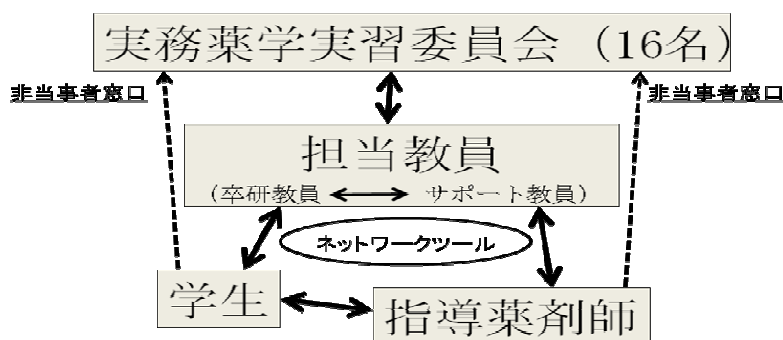 実務薬学実習委員会（16名）
非当事者窓口
非当事者窓口
担当教員
（卒研教員 サポート教員）
ネットワークツール
学生
指導薬剤師